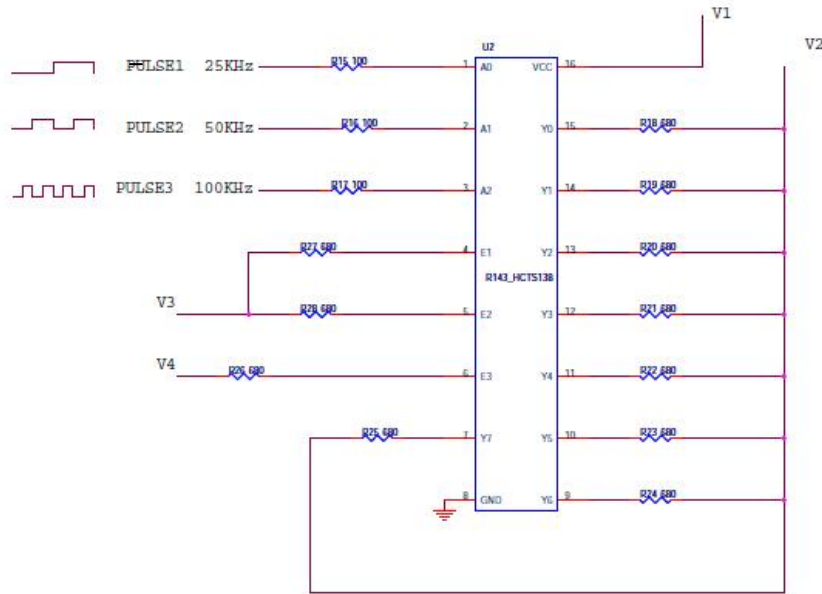 V1
V2
U2
PULSE1 25KHz
R15 100
1 A0
VCC 16
PULSE2 50KHz
R16 100
2 A1
Y0 15
R18 680
PULSE3 100KHz
R17 100
3 A2
Y1 14
R19 680
R27 680
4 E1
Y2 13
R20 680
R143_HCTS138
V3
R28 680
5 E2
Y3 12
R21 680
V4
R26 680
6 E3
Y4 11
R22 680
R25 680
7 Y7
Y5 10
R23 680
8 GND
Y6 9
R24 680